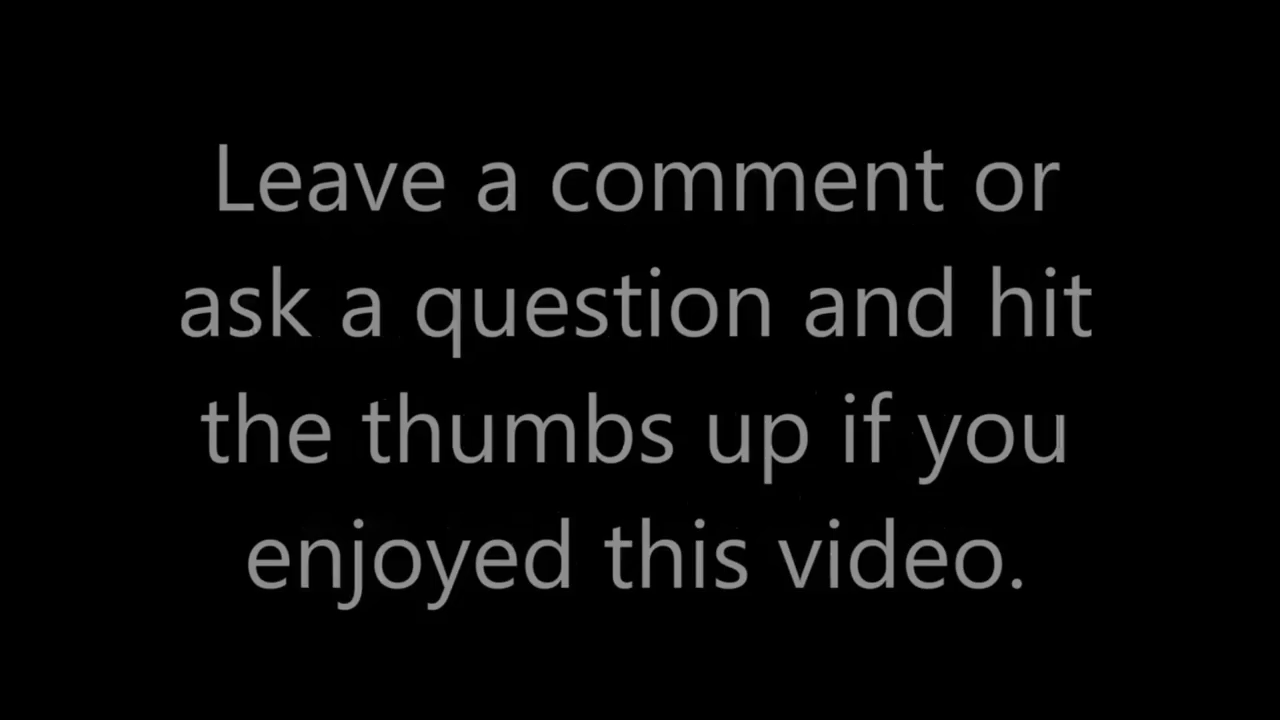 Leave a comment or
ask a question and hit
the thumbs up if you
enjoyed this video.